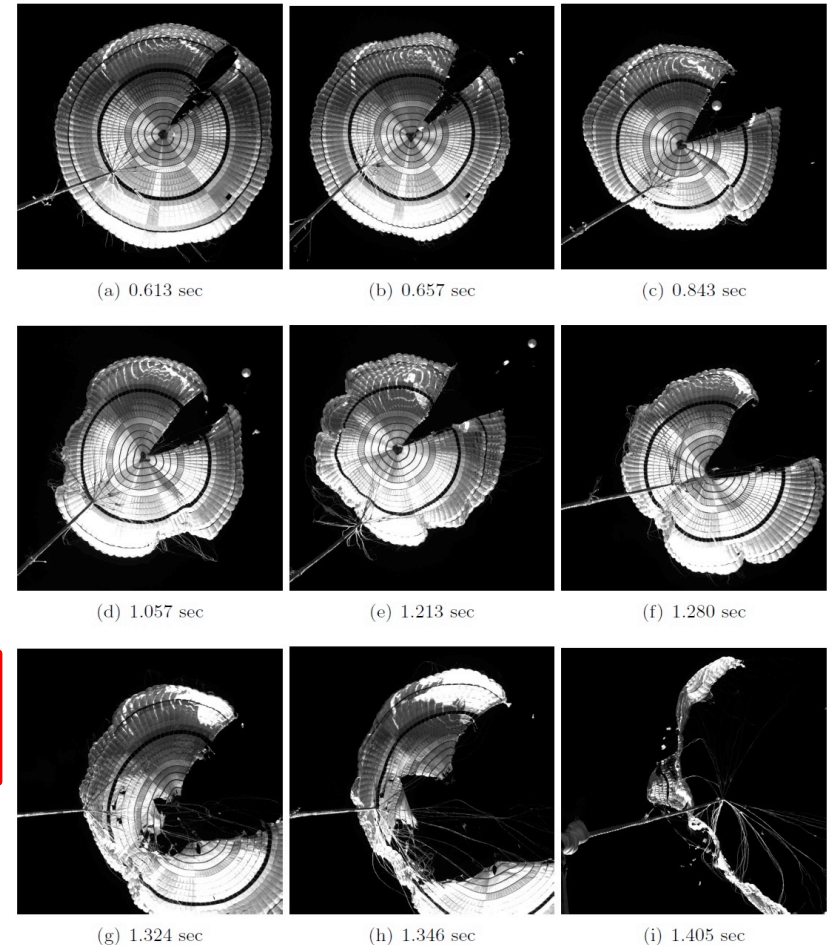 (a) 0.613 sec
(b) 0.657 sec
(c) 0.843 sec
(d) 1.057 sec
(e) 1.213 sec
(f) 1.280 sec
(g) 1.324 sec
(h) 1.346 sec
(i) 1.405 sec